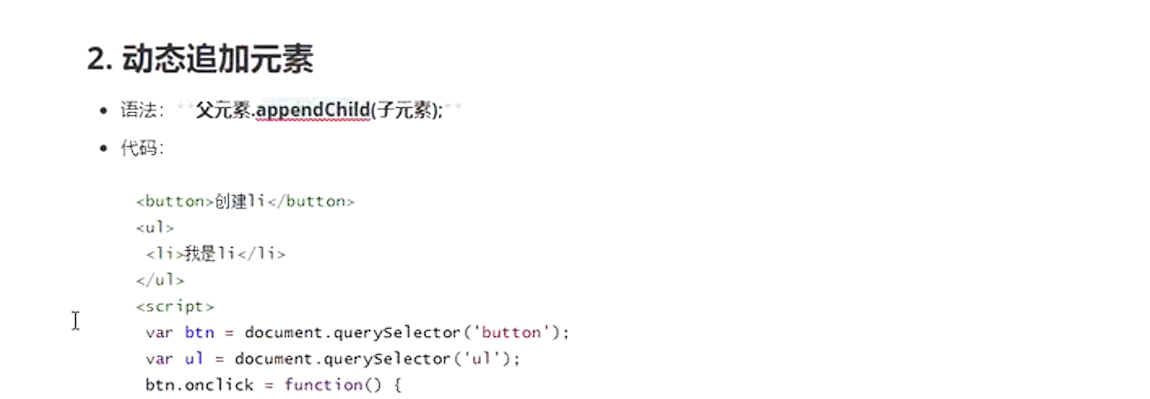 2. 动态追加元素
• 语法： **父元素.appendChild(子元素);**
• 代码：
<button>创建li</button>
<ul>
<li>我是li</li>
</ul>
<script>
var btn = document.querySelector('button');
var ul = document.querySelector('ul');
btn.onclick = function() {